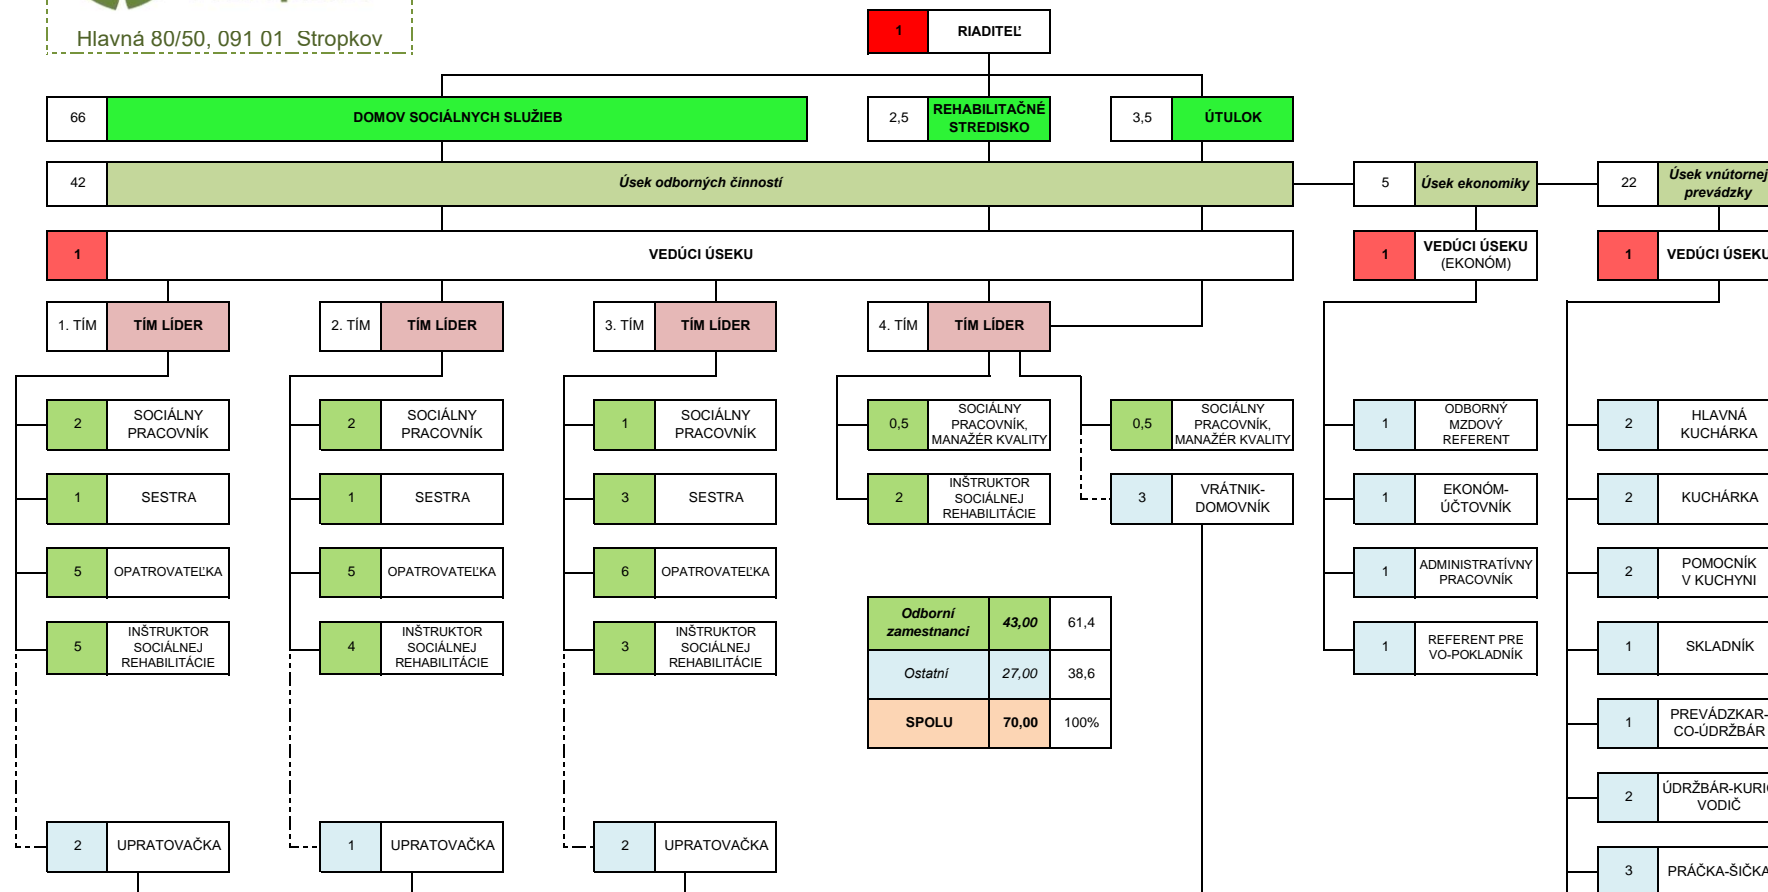 Hlavná 80/50, 091 01 Stropkov
1 RIADITEĽ
66 DOMOV SOCIÁLNYCH SLUŽIEB
2,5 REHABILITAČNÉ
STREDISKO
3,5 ÚTULOK
42 Úsek odborných činností
5 Úsek ekonomiky
22 Úsek vnútornej
prevádzky
1 VEDÚCI ÚSEKU
1 VEDÚCI ÚSEKU
(EKONÓM)
1 VEDÚCI ÚSEKU
1. TÍM TÍM LÍDER
2. TÍM TÍM LÍDER
3. TÍM TÍM LÍDER
4. TÍM TÍM LÍDER
2 SOCIÁLNY
PRACOVNÍK
1 SESTRA
5 OPATROVATEĽKA
5 INŠTRUKTOR
SOCIÁLNEJ
REHABILITÁCIE
2 UPRATOVAČKA
2 SOCIÁLNY
PRACOVNÍK
1 SESTRA
5 OPATROVATEĽKA
4 INŠTRUKTOR
SOCIÁLNEJ
REHABILITÁCIE
1 UPRATOVAČKA
1 SOCIÁLNY
PRACOVNÍK
3 SESTRA
6 OPATROVATEĽKA
3 INŠTRUKTOR
SOCIÁLNEJ
REHABILITÁCIE
2 UPRATOVAČKA
0,5 SOCIÁLNY
PRACOVNÍK,
MANAŽÉR KVALITY
2 INŠTRUKTOR
SOCIÁLNEJ
REHABILITÁCIE
0,5 SOCIÁLNY
PRACOVNÍK,
MANAŽÉR KVALITY
3 VRÁTNIK-
DOMOVNÍK
Odborní
zamestnanci 43,00 61,4
Ostatní 27,00 38,6
SPOLU 70,00 100%
1 ODBORNÝ
MZDOVÝ
REFERENT
1 EKONÓM-
ÚČTOVNÍK
1 ADMINISTRATÍVNY
PRACOVNÍK
1 REFERENT PRE
VO-POKLADNÍK
2 HLAVNÁ
KUCHÁRKA
2 KUCHÁRKA
2 POMOCNÍK
V KUCHYNI
1 SKLADNÍK
1 PREVÁDZKAR-
CO-ÚDRŽBÁR
2 ÚDRŽBÁR-KURIČ
VODIČ
3 PRÁČKA-ŠIČKA